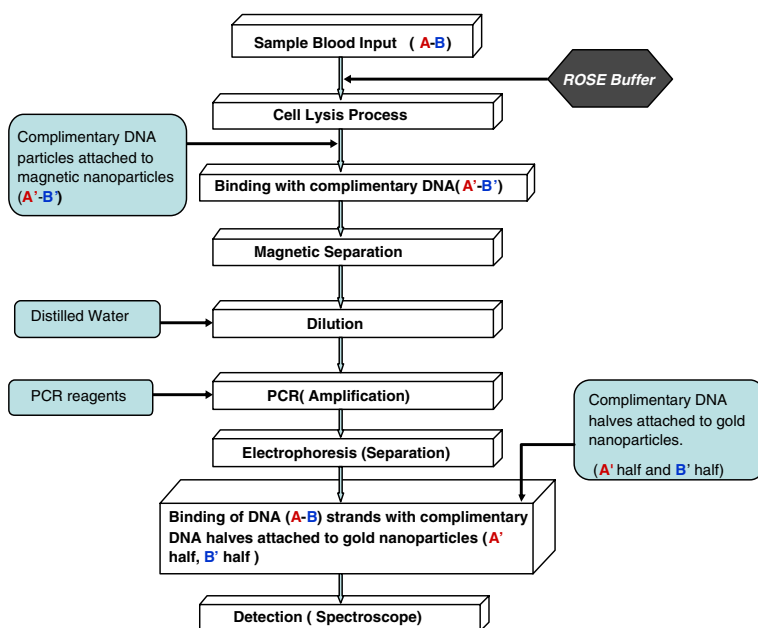 Sample Blood Input ( A-B)
ROSE Buffer
Cell Lysis Process
Complimentary DNA
particles attached to
magnetic nanoparticles
(A’-B’)
Binding with complimentary DNA(A’-B’)
Magnetic Separation
Distilled Water
Dilution
PCR reagents
PCR( Amplification)
Complimentary DNA
halves attached to gold
nanoparticles.
(A' half and B’ half)
Electrophoresis (Separation)
Binding of DNA (A-B) strands with complimentary
DNA halves attached to gold nanoparticles (A’
half, B’ half )
Detection ( Spectroscope)